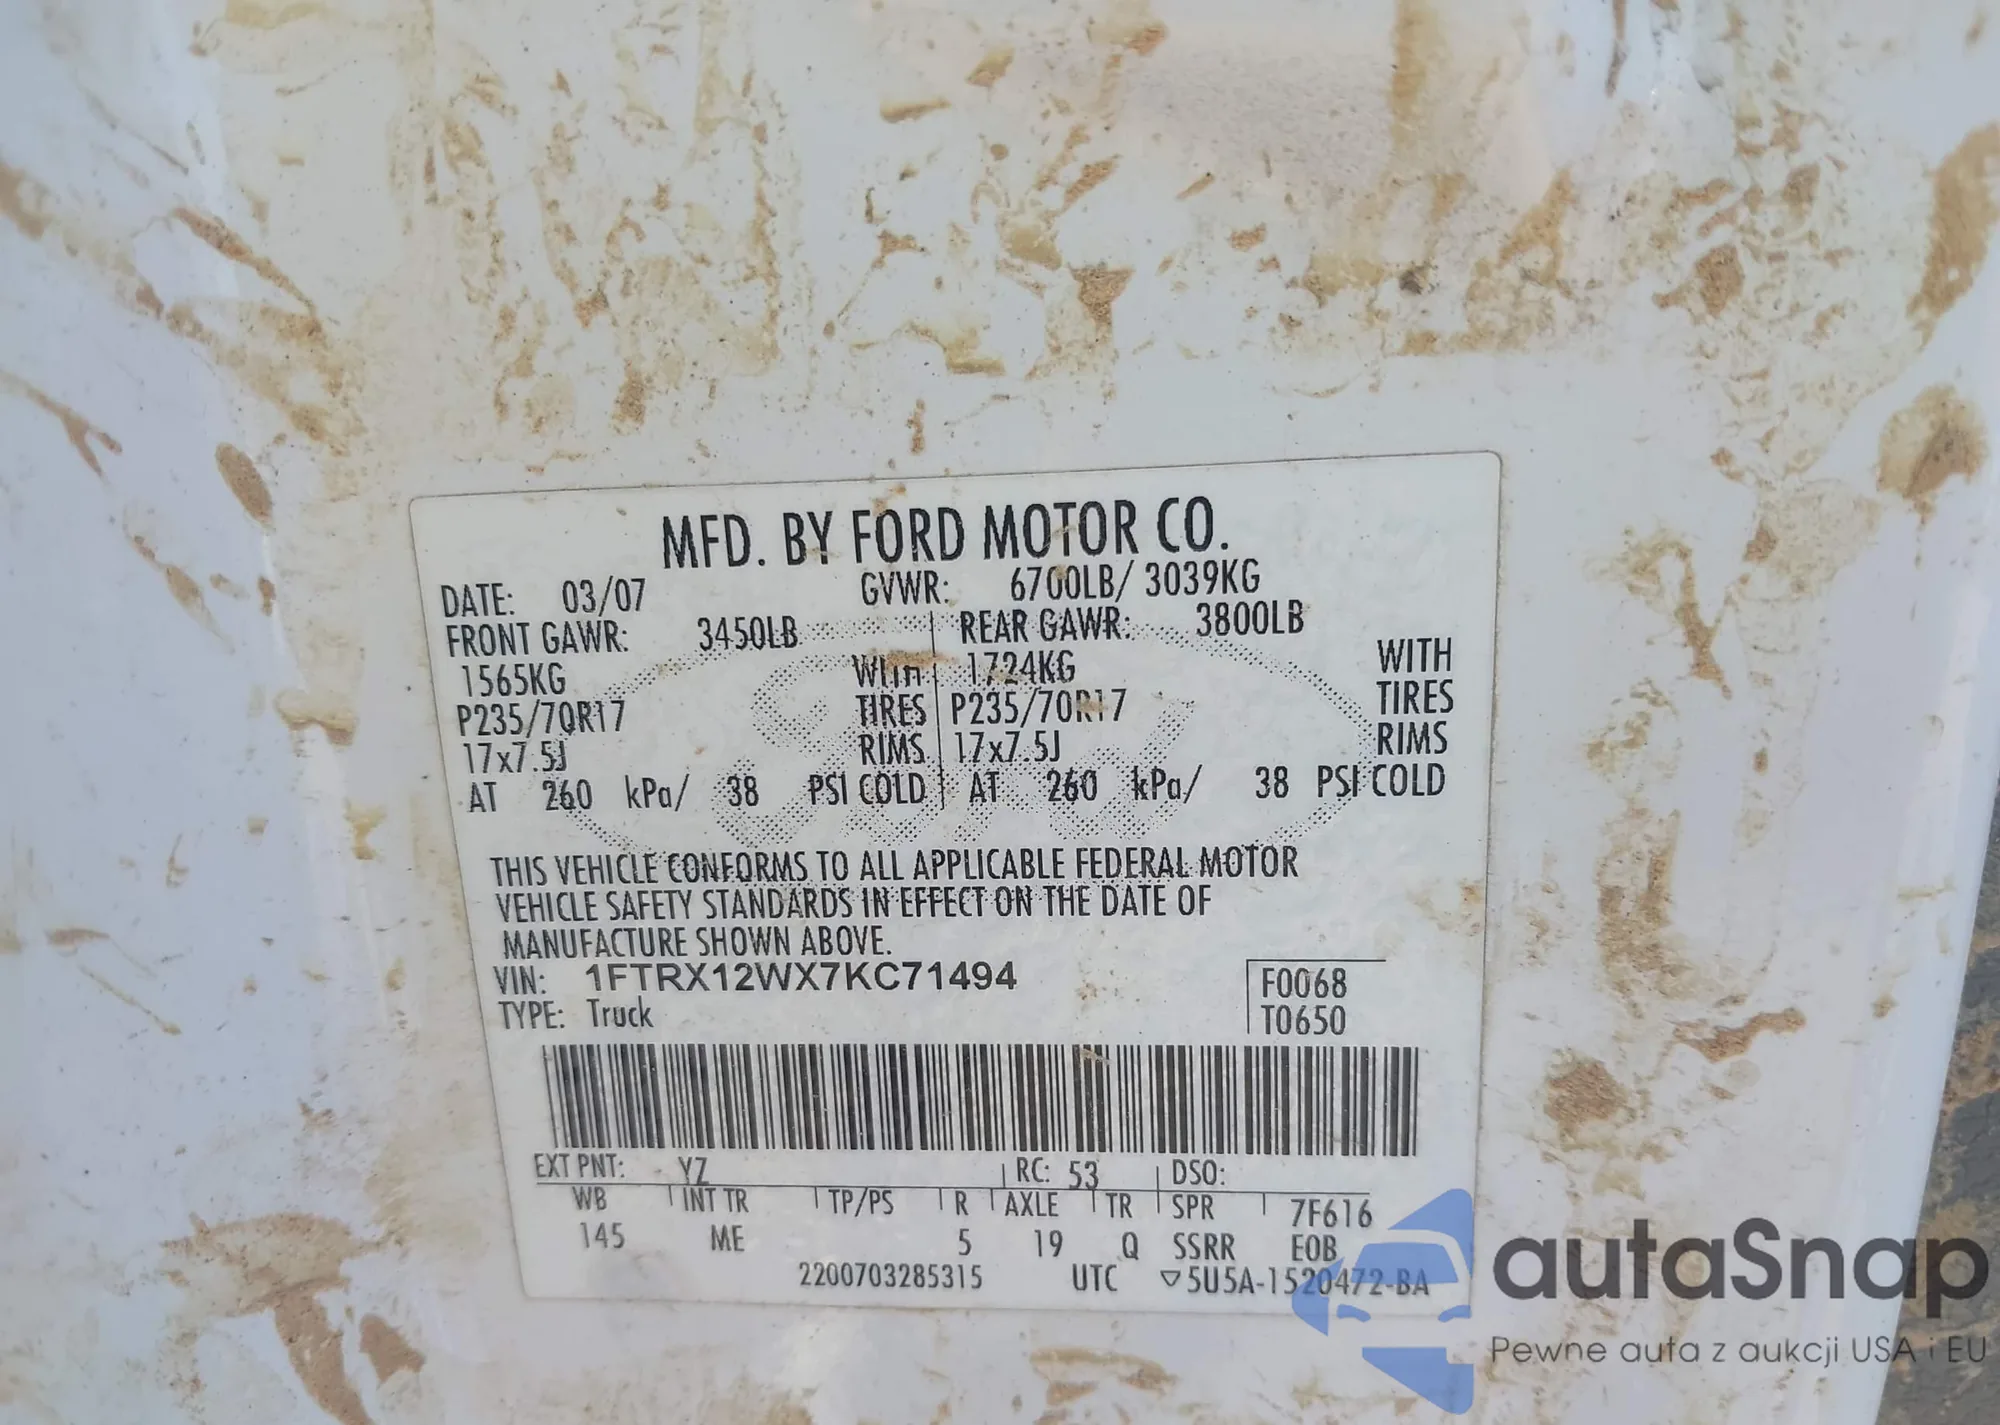 MFD. BY FORD MOTOR CO.
DATE: 03/07 GVWR: 6700LB/ 3039KG
FRONT GAWR: 3450LB REAR GAWR: 3800LB
1565KG WITH 1724KG WITH
P235/70R17 TIRES P235/70R17 TIRES
17x7.5J RIMS 17x7.5J RIMS
AT 260 kPa/ 38 PSI COLD AT 260 kPa/ 38 PSI COLD
THIS VEHICLE CONFORMS TO ALL APPLICABLE FEDERAL MOTOR
VEHICLE SAFETY STANDARDS IN EFFECT ON THE DATE OF
MANUFACTURE SHOWN ABOVE.
VIN: 1FTRX12WX7KC71494 F0068
TYPE: Truck T0650
EXT PNT: YZ RC: 53 DSO:
WB INT TR TP/PS R AXLE TR SPR 7F616
145 ME 5 19 Q SSRR EOB
2200703285315 UTC ▽5U5A-1520472-BA
autaSnap
Pewne auta z aukcji USA i EU